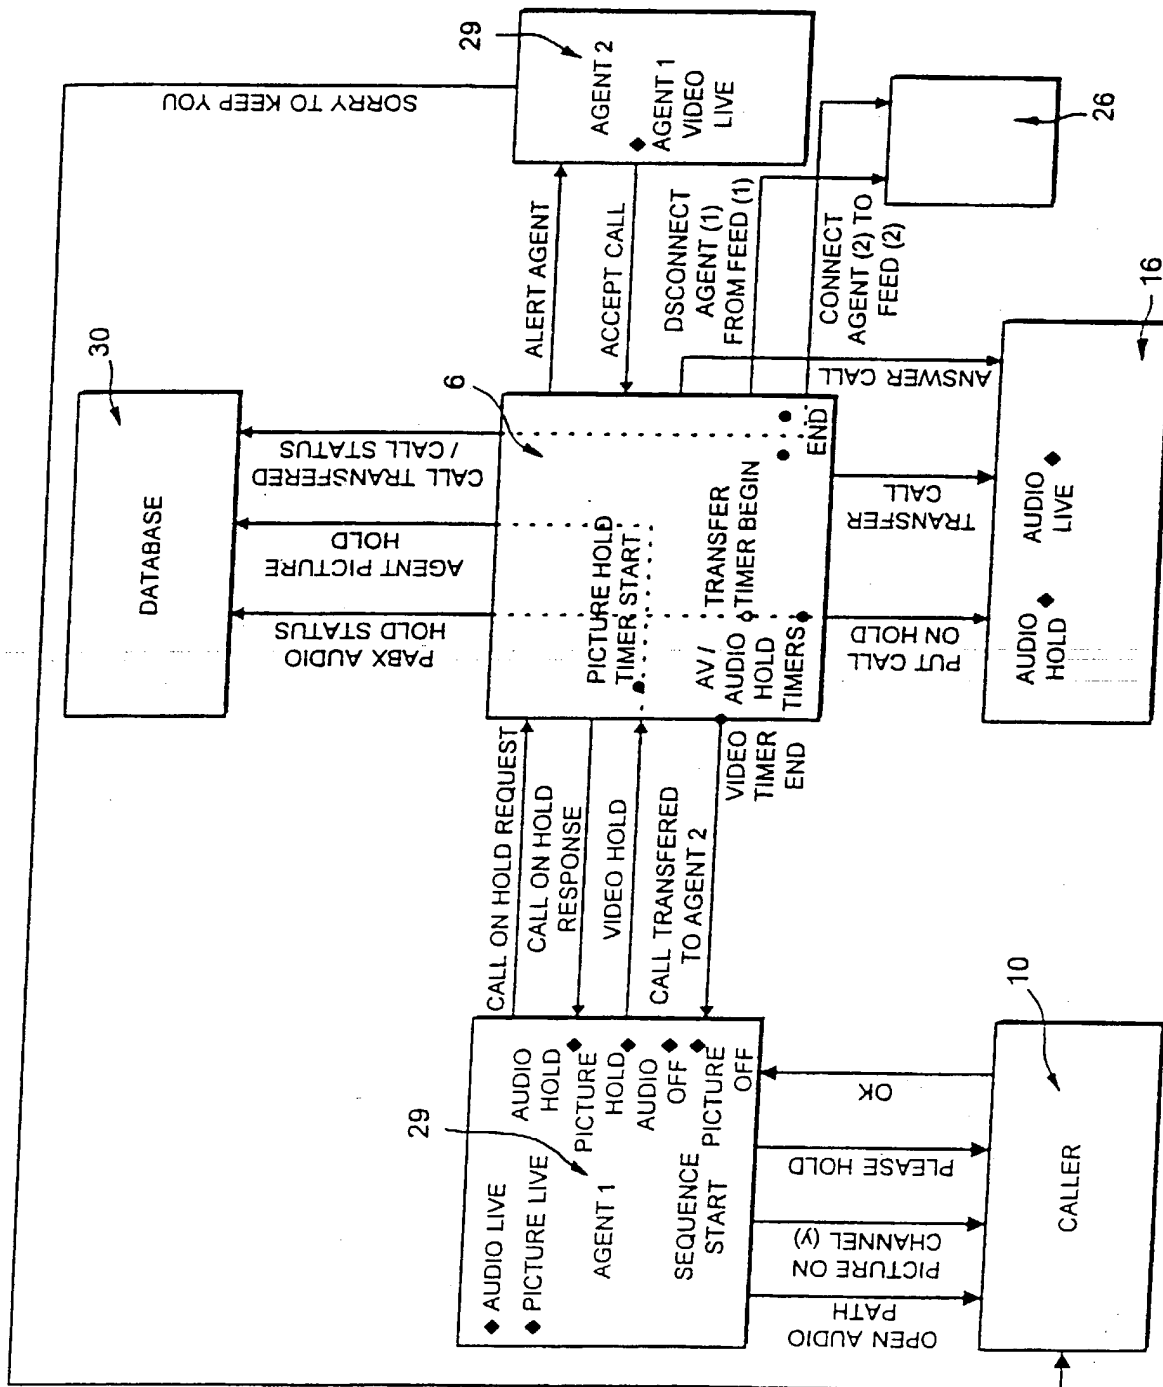 SORRY TO KEEP YOU
29
AGENT 2
AGENT 1
VIDEO
LIVE
26
30
DATABASE
ALERT AGENT
ACCEPT CALL
DSCONNECT
AGENT (1)
FROM FEED (1)
CONNECT
AGENT (2) TO
FEED (2)
CALL TRANSFERRED
/ CALL STATUS
AGENT PICTURE
HOLD
PABX AUDIO
HOLD STATUS
6
PICTURE HOLD
TIMER START
TRANSFER
TIMER BEGIN
END
AV /
AUDIO
HOLD
TIMERS
ANSWER CALL
TRANSFER
CALL
PUT CALL
ON HOLD
16
AUDIO
HOLD
AUDIO
LIVE
CALL ON HOLD REQUEST
CALL ON HOLD
RESPONSE
VIDEO HOLD
CALL TRANSFERED
TO AGENT 2
VIDEO
TIMER
END
29
AUDIO LIVE
PICTURE LIVE
AGENT 1
AUDIO
HOLD
PICTURE
HOLD
AUDIO
OFF
PICTURE
OFF
SEQUENCE
START
OK
PLEASE HOLD
PICTURE ON
CHANNEL (y)
OPEN AUDIO
PATH
10
CALLER